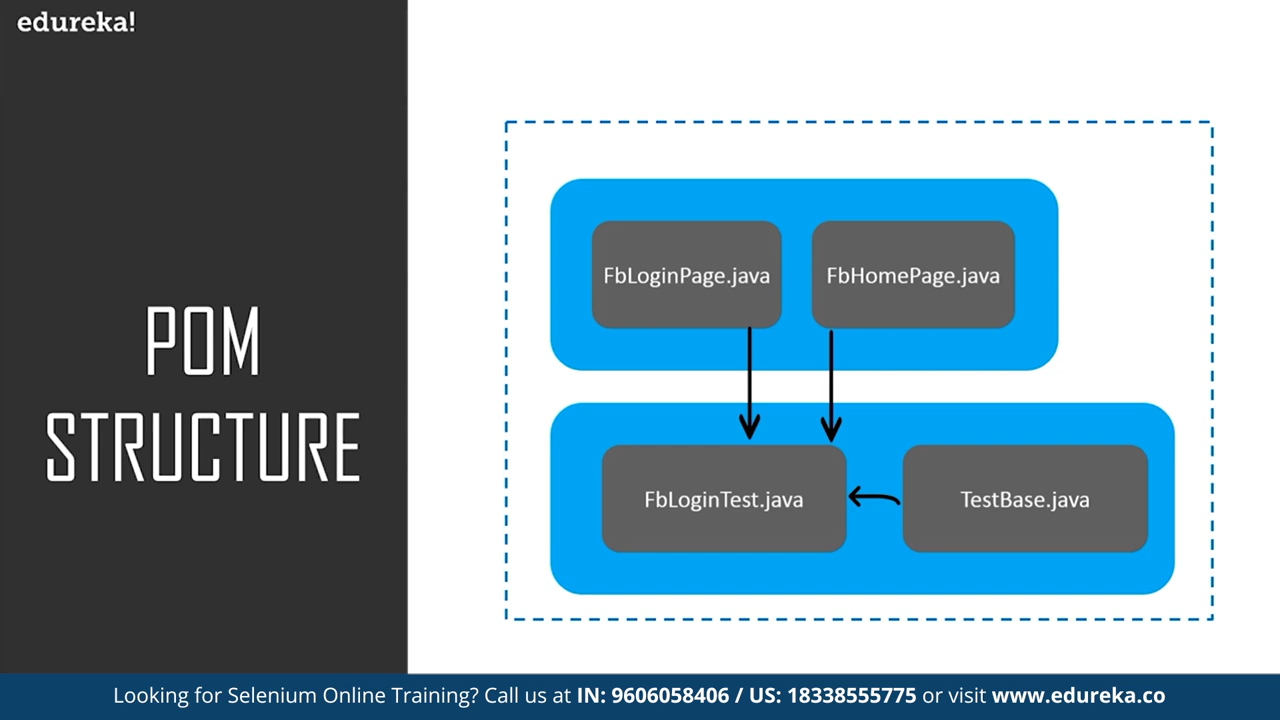 edureka!
POM
STRUCTURE
FbLoginPage.java
FbHomePage.java
FbLoginTest.java
TestBase.java
Looking for Selenium Online Training? Call us at IN: 9606058406 / US: 18338555775 or visit www.edureka.co